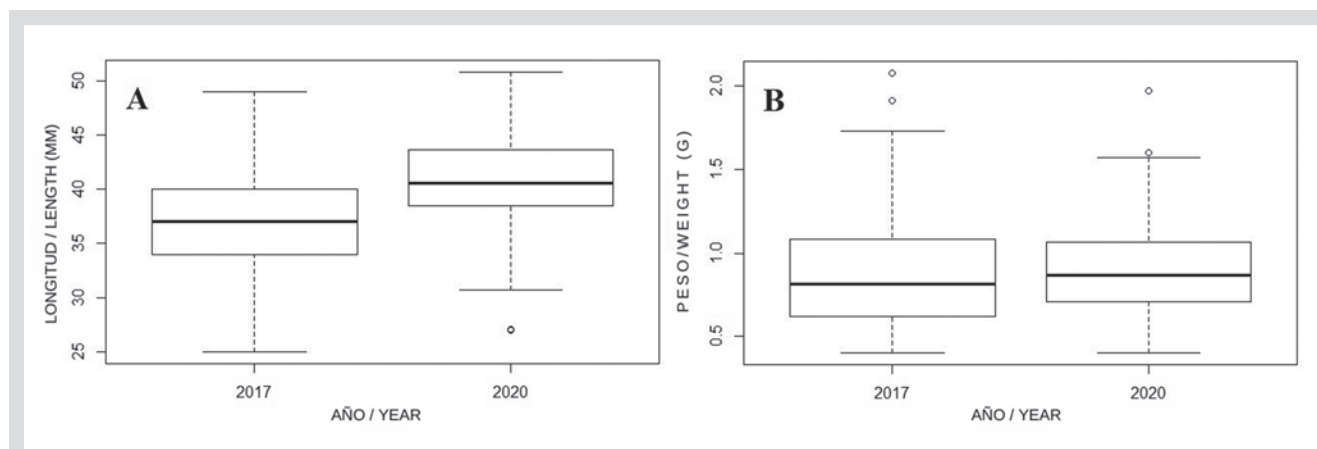 A
LONGITUD / LENGTH (MM)
50
45
40
35
30
25
2017
2020
AÑO / YEAR
B
PESO/WEIGHT (G)
2.0
1.5
1.0
0.5
2017
2020
AÑO / YEAR